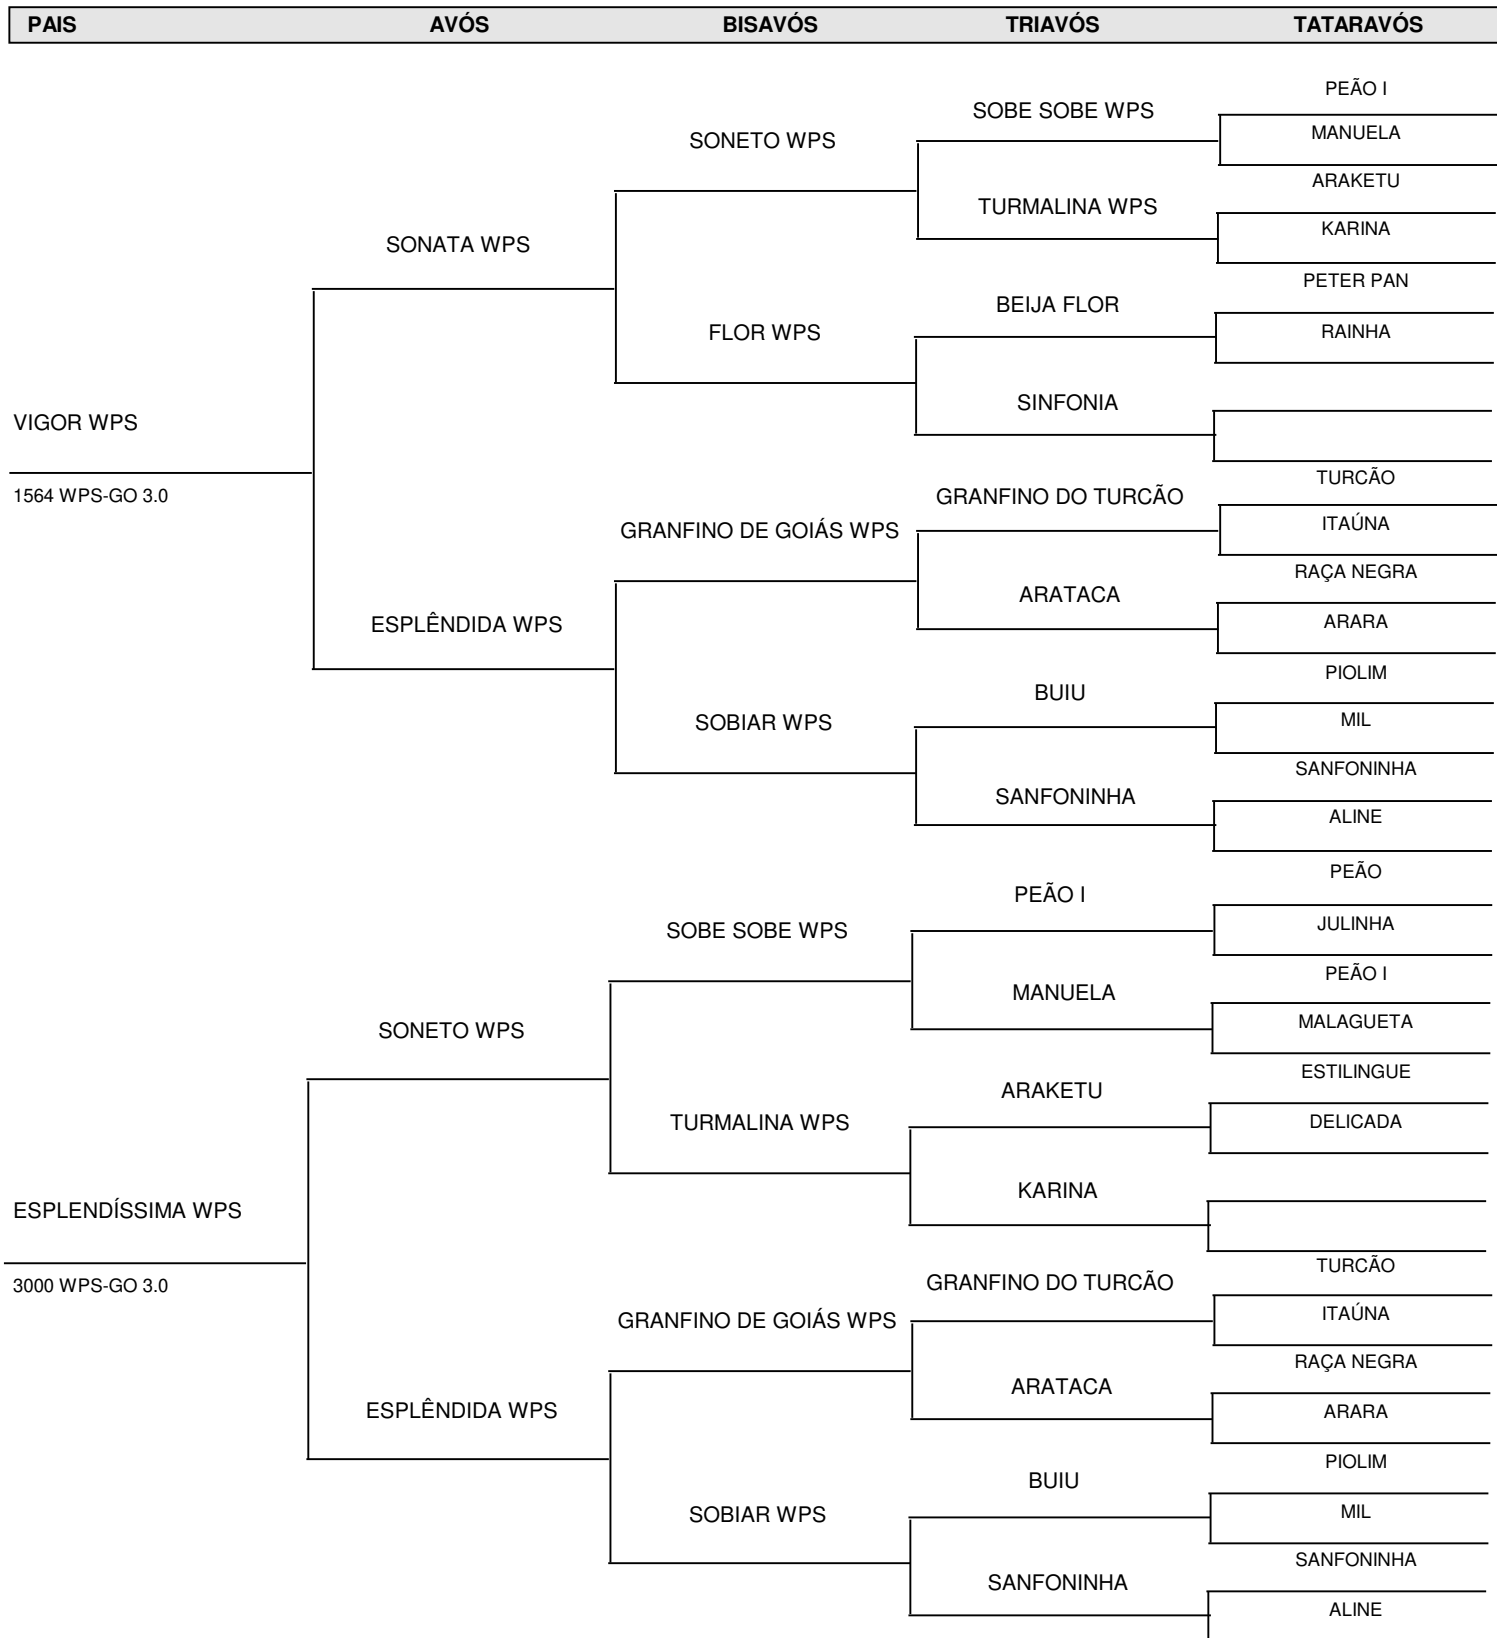 PAIS AVÓS BISAVÓS TRIAVÓS TATARAVÓS
PEÃO I
SOBE SOBE WPS
MANUELA
SONETO WPS
ARAKETU
TURMALINA WPS
KARINA
SONATA WPS
PETER PAN
BEIJA FLOR
RAINHA
FLOR WPS
SINFONIA
VIGOR WPS
TURCÃO
1564 WPS-GO 3.0
GRANFINO DO TURCÃO
ITAÚNA
GRANFINO DE GOIÁS WPS
RAÇA NEGRA
ARATACA
ARARA
ESPLÊNDIDA WPS
PIOLIM
BUIU
MIL
SOBIAR WPS
SANFONINHA
SANFONINHA
ALINE
PEÃO
PEÃO I
JULINHA
SOBE SOBE WPS
PEÃO I
MANUELA
MALAGUETA
SONETO WPS
ESTILINGUE
ARAKETU
DELICADA
TURMALINA WPS
KARINA
ESPLENDÍSSIMA WPS
TURCÃO
3000 WPS-GO 3.0
GRANFINO DO TURCÃO
ITAÚNA
GRANFINO DE GOIÁS WPS
RAÇA NEGRA
ARATACA
ARARA
ESPLÊNDIDA WPS
PIOLIM
BUIU
MIL
SOBIAR WPS
SANFONINHA
SANFONINHA
ALINE